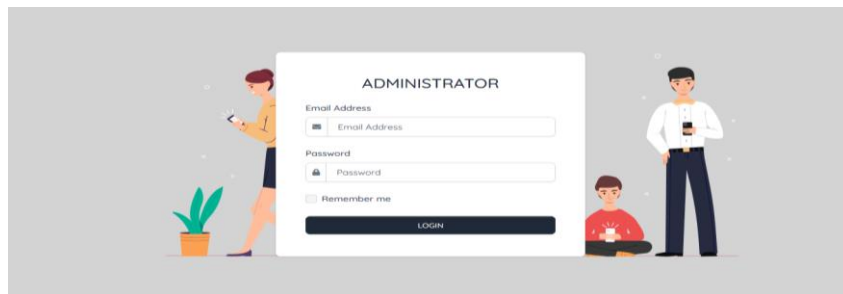 ADMINISTRATOR
Email Address
Email Address
Password
Password
Remember me
LOGIN